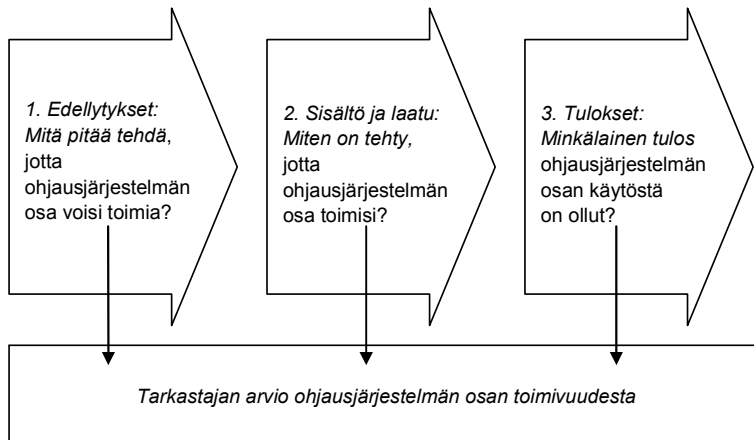 1. Edellytykset:
Mitä pitää tehdä,
jotta
ohjausjärjestelmän
osa voisi toimia?
2. Sisältö ja laatu:
Miten on tehty,
jotta
ohjausjärjestelmän
osa toimisi?
3. Tulokset:
Minkälainen tulos
ohjausjärjestelmän
osan käytöstä
on ollut?
Tarkastajan arvio ohjausjärjestelmän osan toimivuudesta